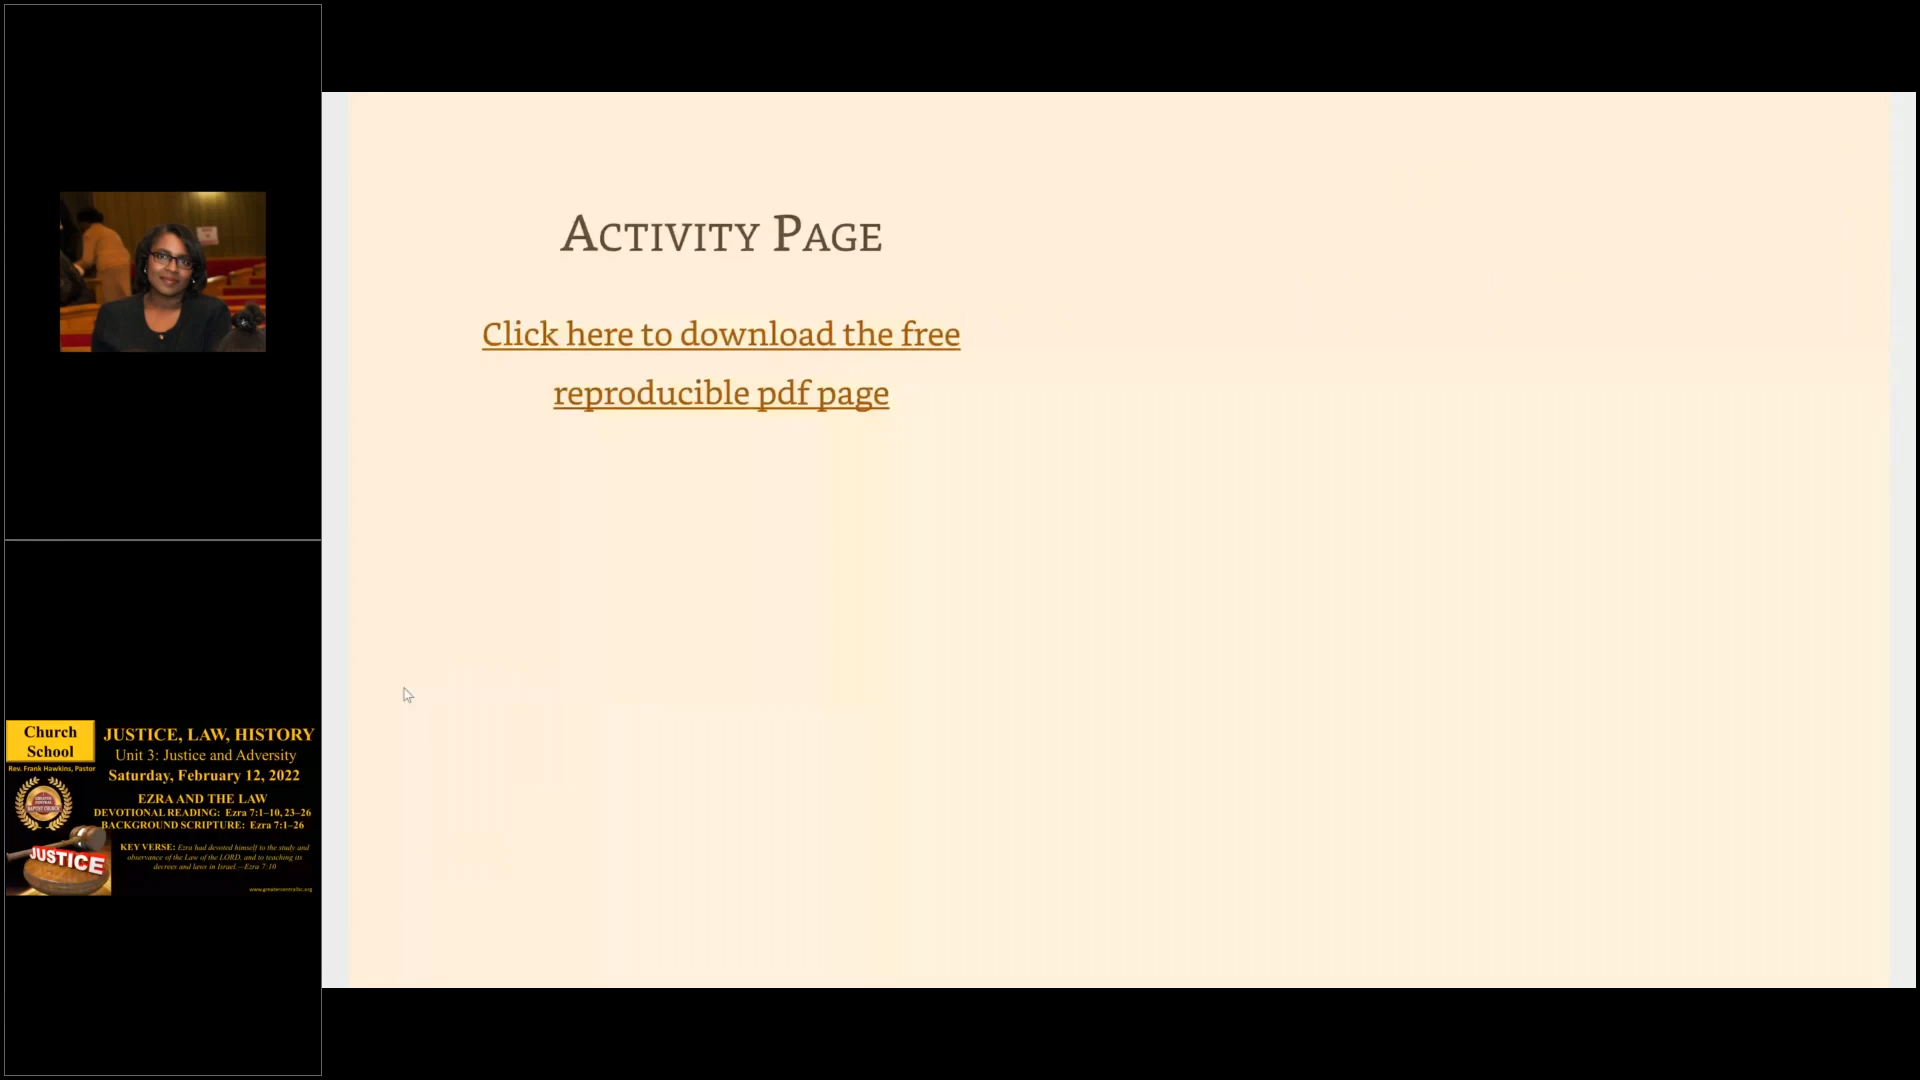 ACTIVITY PAGE
Click here to download the free
reproducible pdf page
Church
School
Rev. Frank Hawkins, Pastor
JUSTICE, LAW, HISTORY
Unit 3: Justice and Adversity
Saturday, February 12, 2022
EZRA AND THE LAW
DEVOTIONAL READING: Ezra 7:1–10, 23–26
BACKGROUND SCRIPTURE: Ezra 7:1–26
KEY VERSE: Ezra had devoted himself to the study and
observance of the Law of the LORD, and to teaching its
decrees and laws in Israel.—Ezra 7:10
JUSTICE
www.greatercentralbc.org